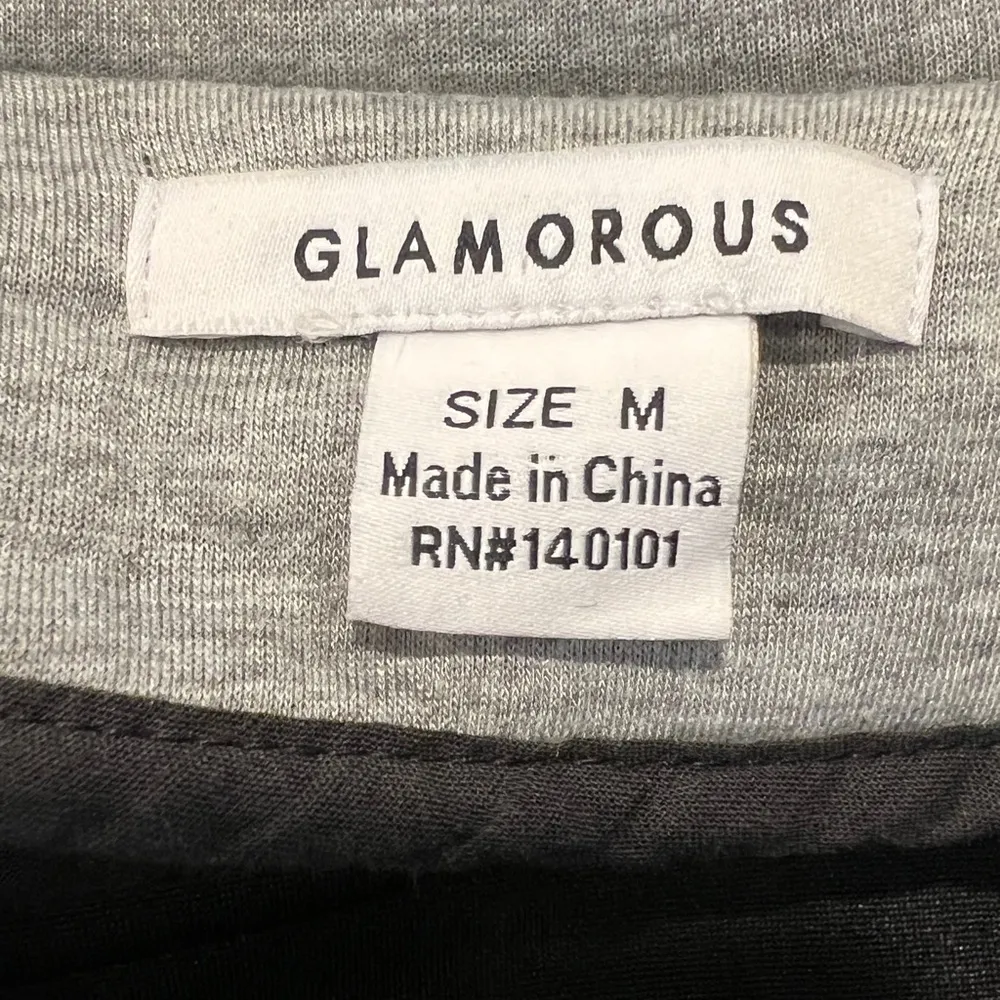 GLAMOROUS
SIZE M
Made in China
RN#140101